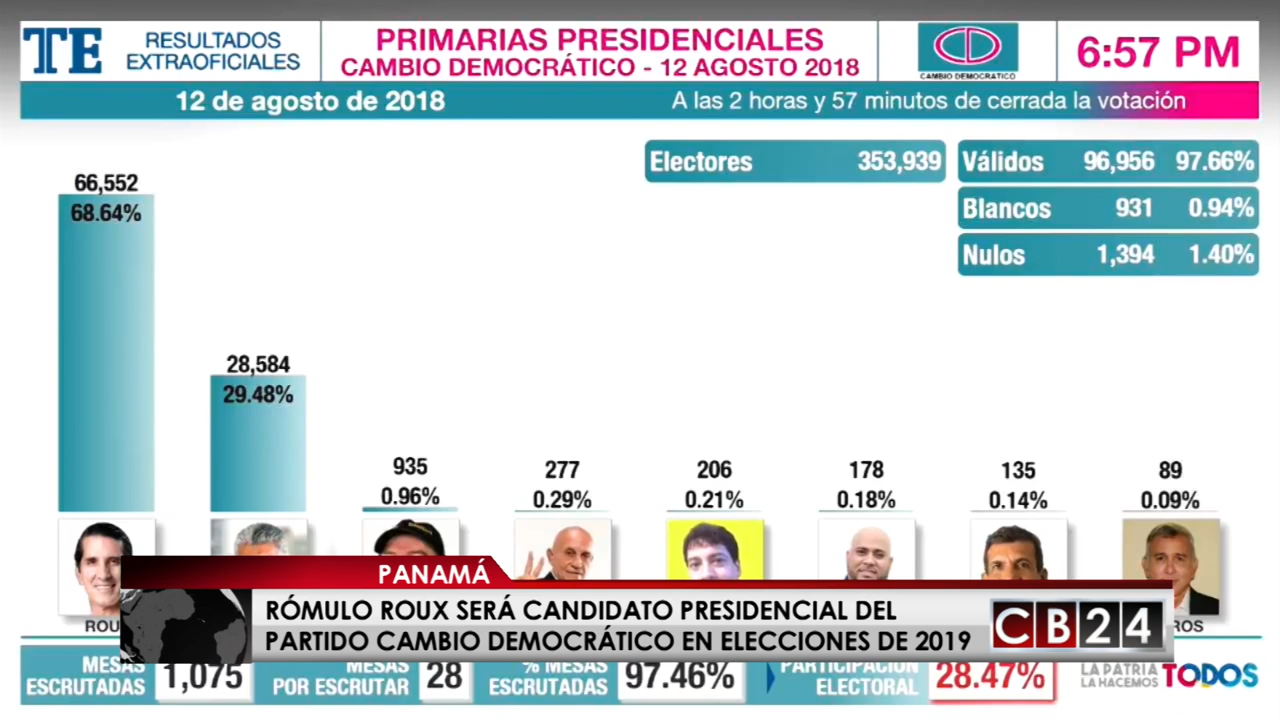 TE
RESULTADOS
EXTRAOFICIALES
PRIMARIAS PRESIDENCIALES
CAMBIO DEMOCRÁTICO - 12 AGOSTO 2018
CD
CAMBIO DEMOCRATICO
6:57 PM
12 de agosto de 2018
A las 2 horas y 57 minutos de cerrada la votación
Electores 353,939
Válidos 96,956 97.66%
Blancos 931 0.94%
Nulos 1,394 1.40%
66,552
68.64%
28,584
29.48%
935
0.96%
277
0.29%
206
0.21%
178
0.18%
135
0.14%
89
0.09%
PANAMÁ
RÓMULO ROUX SERÁ CANDIDATO PRESIDENCIAL DEL
PARTIDO CAMBIO DEMOCRÁTICO EN ELECCIONES DE 2019
CB24
MESAS
ESCRUTADAS
1,075
MESAS
POR ESCRUTAR
28
% MESAS
ESCRUTADAS
97.46%
PARTICIPACIÓN
ELECTORAL
28.47%
LA PATRIA
LA HACEMOS
TODOS